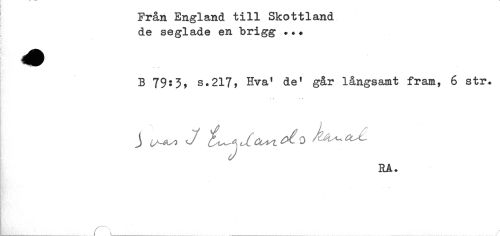 Från England till Skottland
de seglade en brigg ...
B 79:3, s.217, Hva' de' går långsamt fram, 6 str.
Svas I Englands kanal
RA.